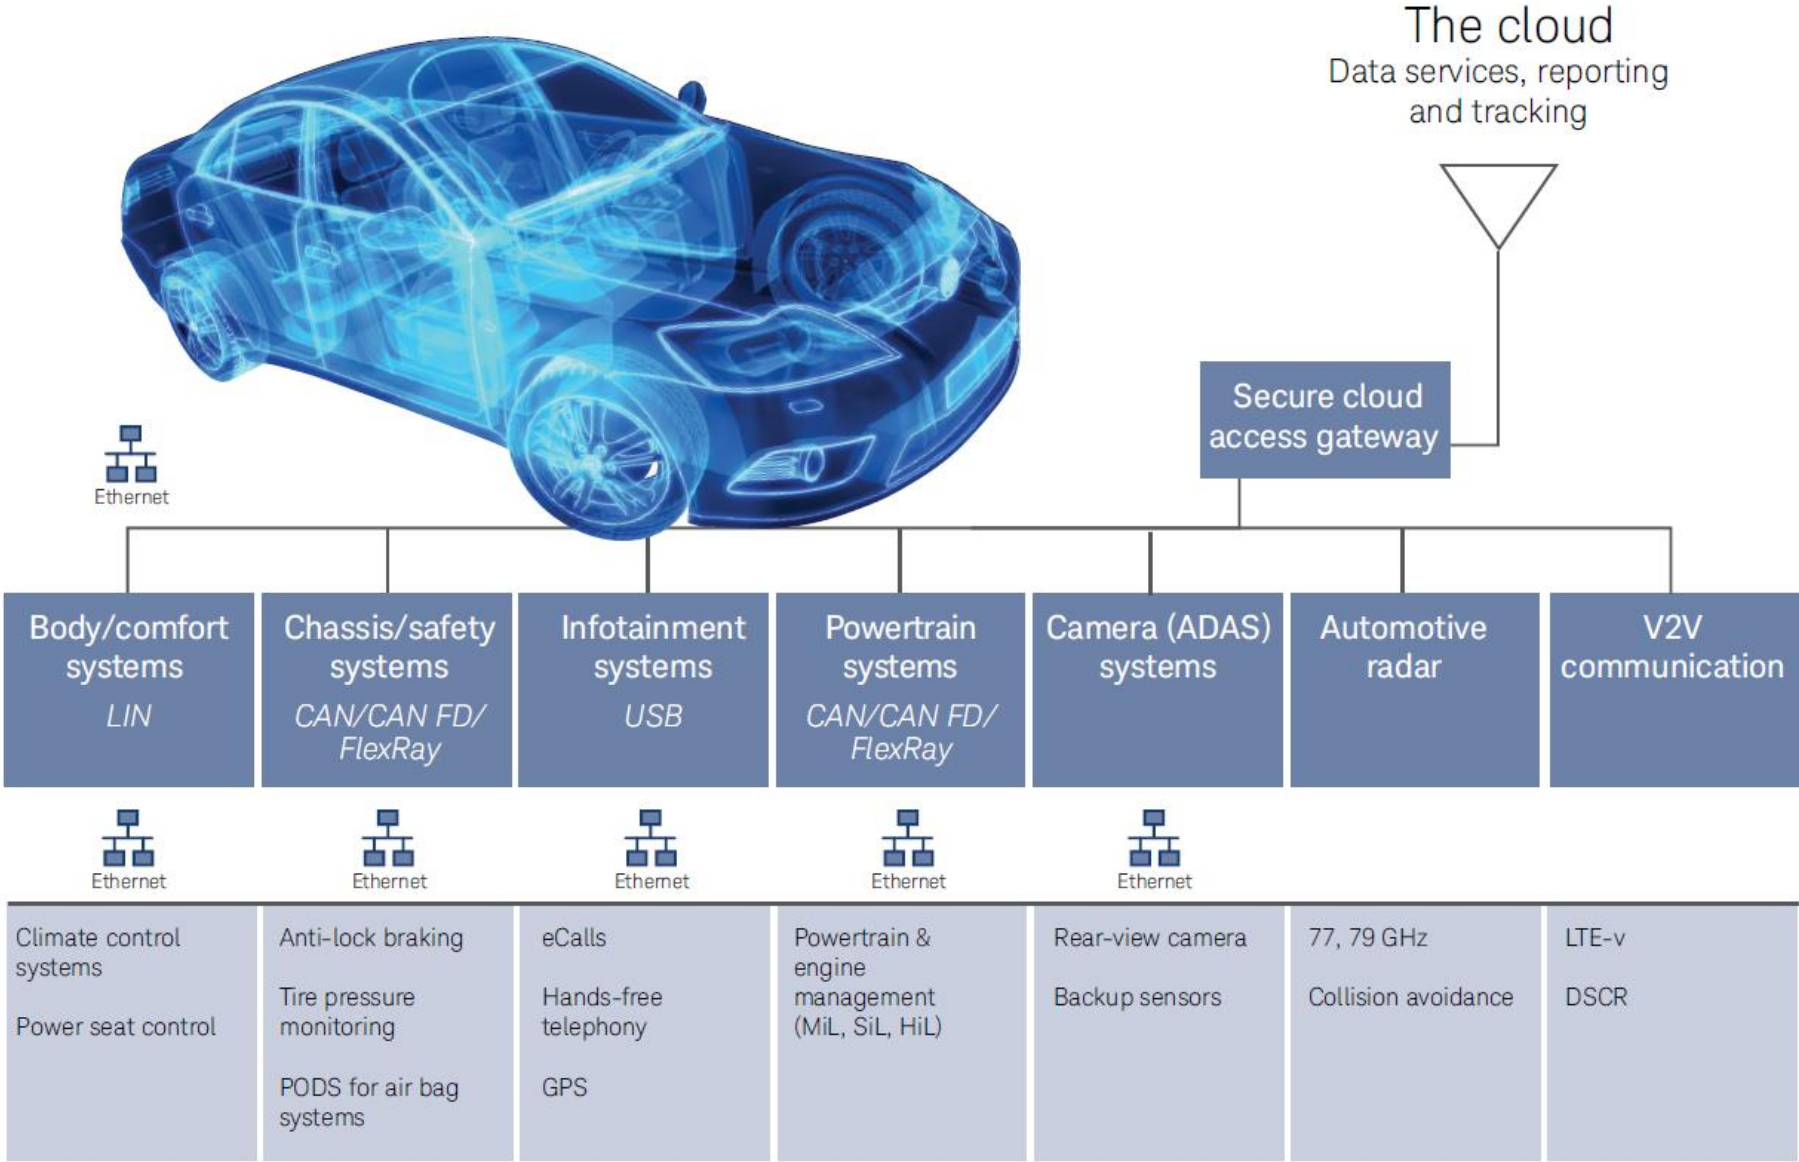 The cloud
Data services, reporting
and tracking
Secure cloud
access gateway
Ethernet
Body/comfort
systems
LIN
Chassis/safety
systems
CAN/CAN FD/
FlexRay
Infotainment
systems
USB
Powertrain
systems
CAN/CAN FD/
FlexRay
Camera (ADAS)
systems
Automotive
radar
V2V
communication
Ethernet
Ethernet
Ethernet
Ethernet
Ethernet
Climate control
systems
Power seat control
Anti-lock braking
Tire pressure
monitoring
PODS for air bag
systems
eCalls
Hands-free
telephony
GPS
Powertrain &
engine
management
(MiL, SiL, HiL)
Rear-view camera
Backup sensors
77, 79 GHz
Collision avoidance
LTE-v
DSCR